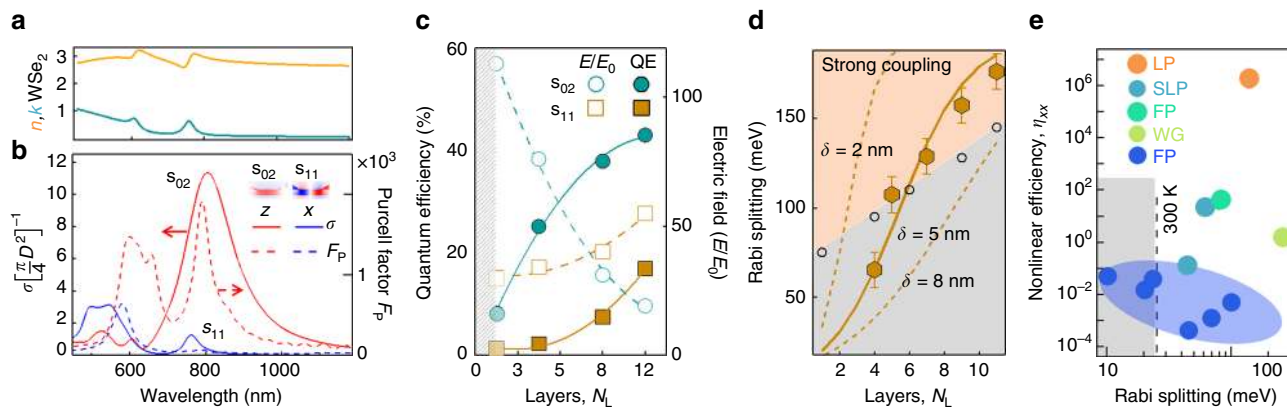 a
3
2
1
n,k WSe2
b
12
10
8
6
4
2
0
σ[π/4 D²]⁻¹
s02
s02 s11
z x
σ
FP
s11
×10³
1
0
Purcell factor FP
600 800 1000
Wavelength (nm)
c
60
40
20
0
Quantum efficiency (%)
E/E0 QE
s02
s11
100
50
0
Electric field (E/E0)
0 4 8 12
Layers, NL
d
Strong coupling
150
100
50
Rabi splitting (meV)
δ = 2 nm
δ = 5 nm
δ = 8 nm
2 4 6 8 10
Layers, NL
e
LP
SLP
FP
WG
FP
10⁶
10⁴
10²
10⁰
10⁻²
10⁻⁴
Nonlinear efficiency, ηxx
300 K
10 100
Rabi splitting (meV)